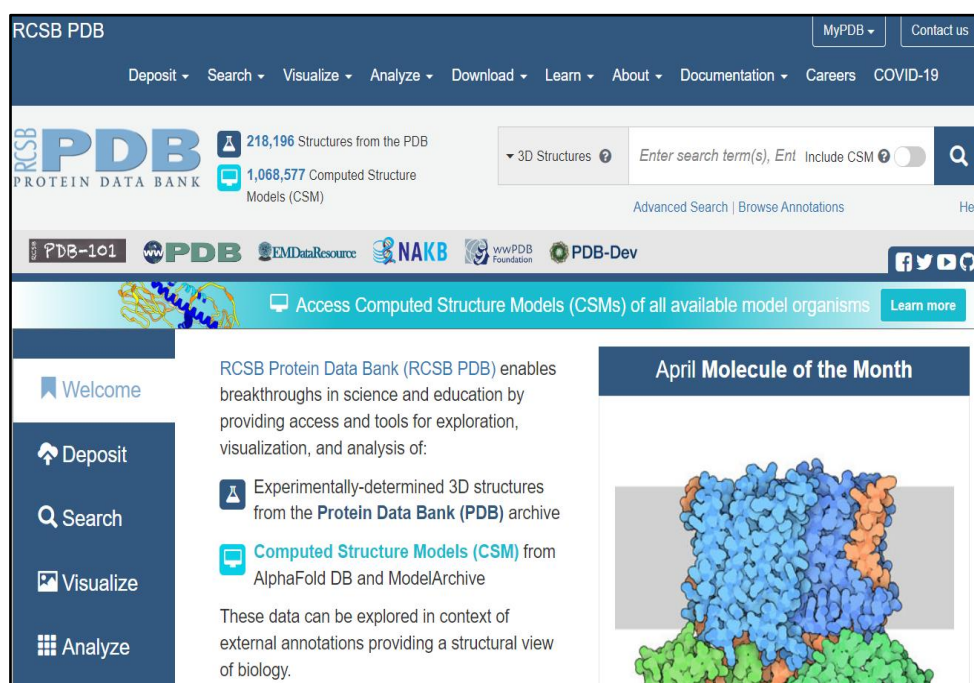 RCSB PDB
MyPDB
Contact us
Deposit Search Visualize Analyze Download Learn About Documentation Careers COVID-19
RCSB
PDB
PROTEIN DATA BANK
218,196 Structures from the PDB
1,068,577 Computed Structure
Models (CSM)
3D Structures
Enter search term(s), Ent Include CSM
Advanced Search | Browse Annotations
He
RCSB PDB-101
WW PDB
EMDataResource
NAKB
wwPDB
Foundation
PDB-Dev
Access Computed Structure Models (CSMs) of all available model organisms
Learn more
Welcome
Deposit
Search
Visualize
Analyze
RCSB Protein Data Bank (RCSB PDB) enables
breakthroughs in science and education by
providing access and tools for exploration,
visualization, and analysis of:
Experimentally-determined 3D structures
from the Protein Data Bank (PDB) archive
Computed Structure Models (CSM) from
AlphaFold DB and ModelArchive
These data can be explored in context of
external annotations providing a structural view
of biology.
April Molecule of the Month